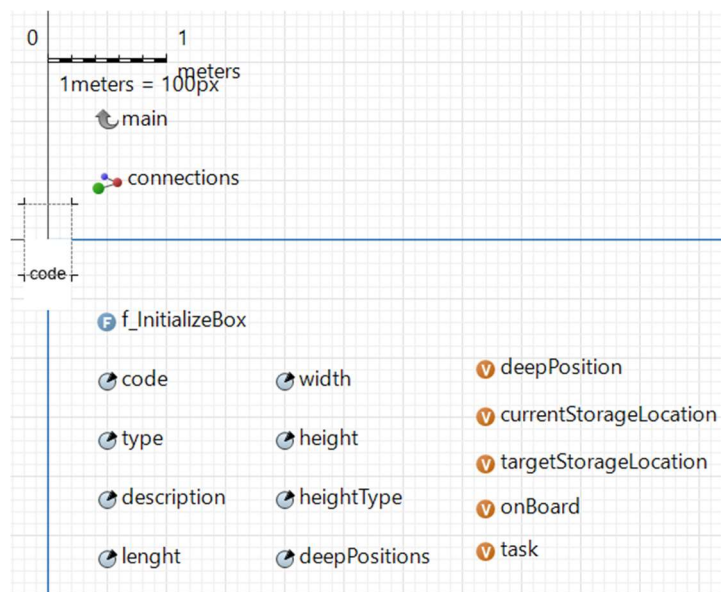 0 1
meters
1meters = 100px
main
connections
code
f_InitializeBox
code width deepPosition
type height currentStorageLocation
description heightType targetStorageLocation
lenght deepPositions onBoard
task